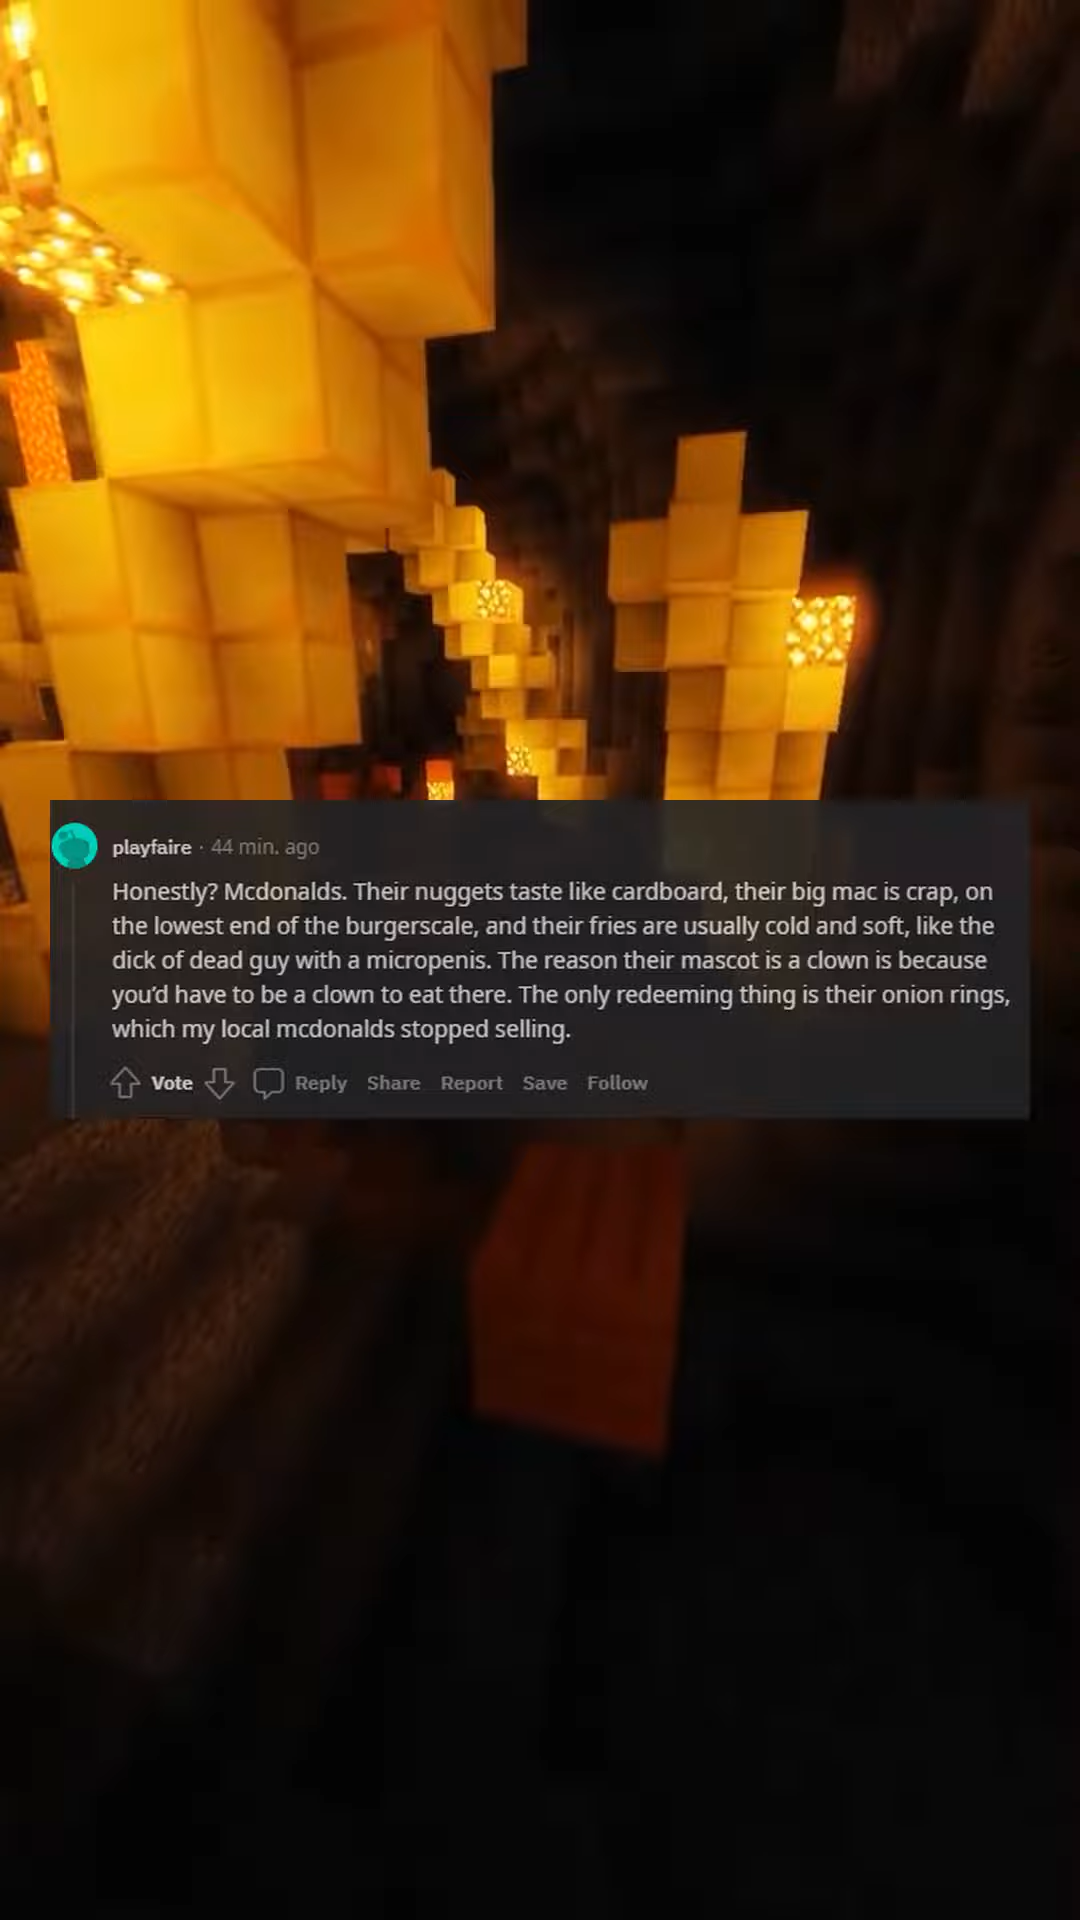 playfaire · 44 min. ago
Honestly? Mcdonalds. Their nuggets taste like cardboard, their big mac is crap, on
the lowest end of the burgerscale, and their fries are usually cold and soft, like the
dick of dead guy with a micropenis. The reason their mascot is a clown is because
you'd have to be a clown to eat there. The only redeeming thing is their onion rings,
which my local mcdonalds stopped selling.
Vote Reply Share Report Save Follow